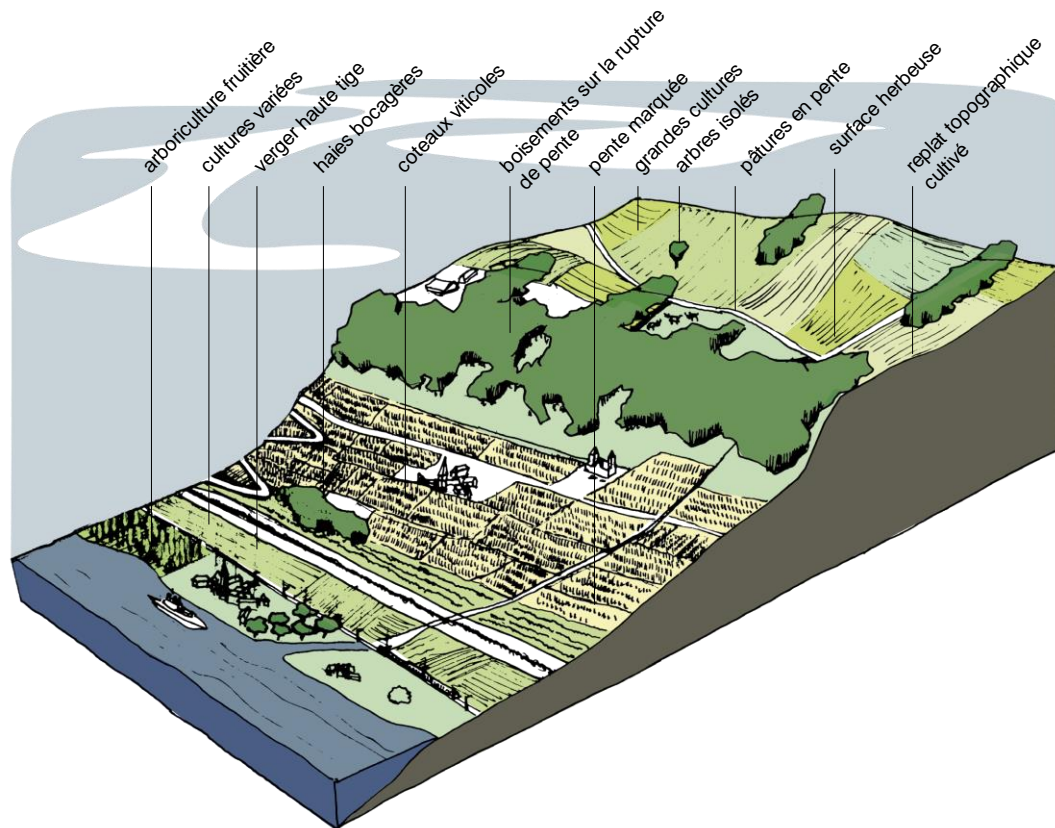 arboriculture fruitière
cultures variées
verger haute tige
haies bocagères
coteaux viticoles
boisements sur la rupture
de pente
pente marquée
grandes cultures
arbres isolés
pâtures en pente
surface herbeuse
replat topographique
cultivé